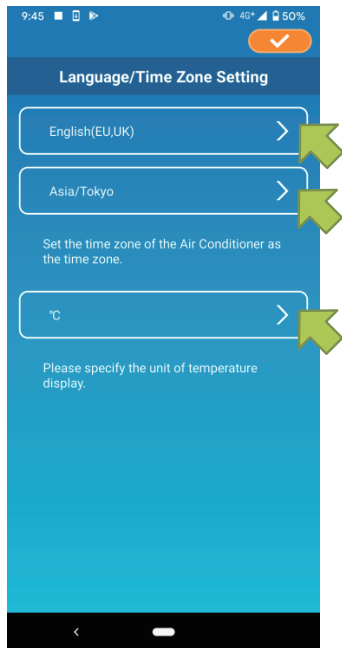 9:45 4G+ 50%
Language/Time Zone Setting
English(EU,UK)
Asia/Tokyo
Set the time zone of the Air Conditioner as
the time zone.
℃
Please specify the unit of temperature
display.